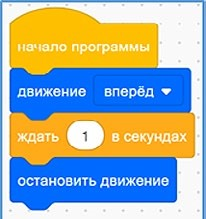 начало программы
движение вперёд
ждать 1 в секундах
остановить движение